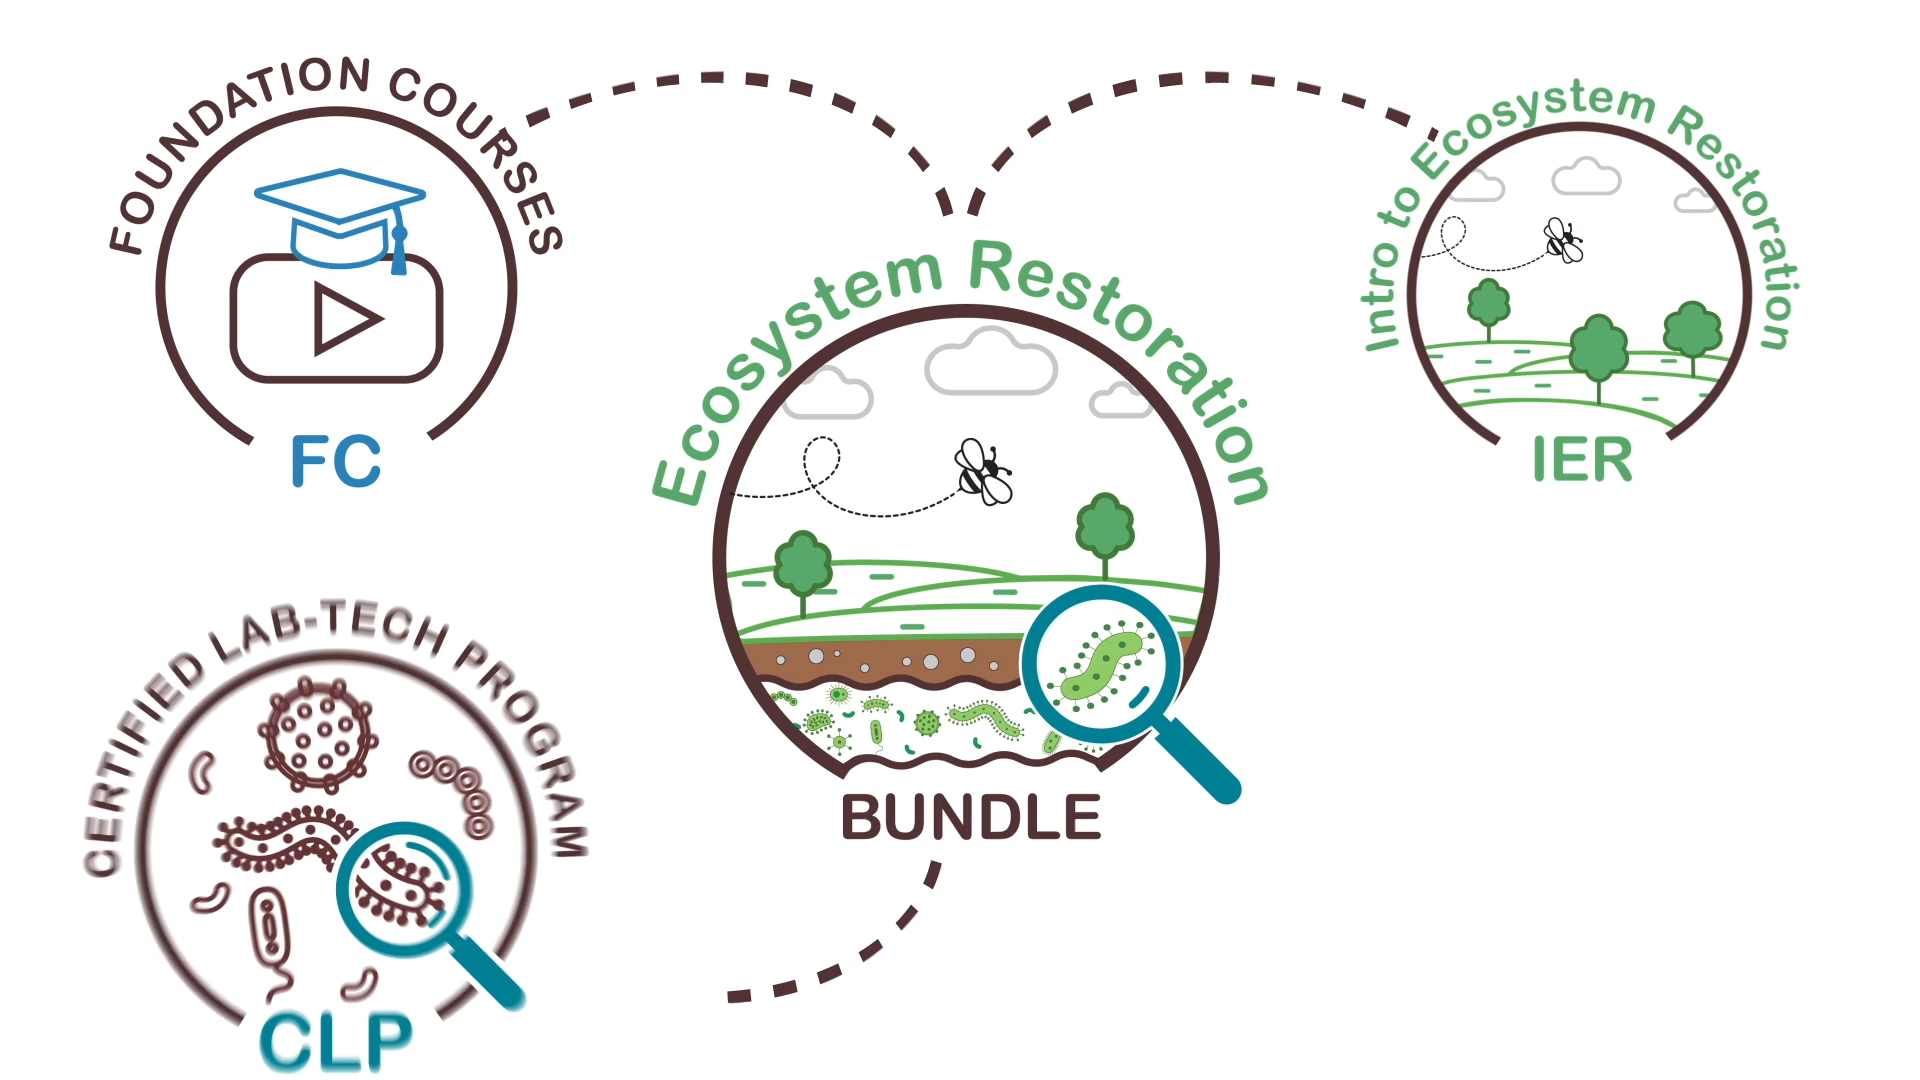 FOUNDATION COURSES
FC
Intro to Ecosystem Restoration
IER
Ecosystem Restoration
BUNDLE
CERTIFIED LAB-TECH PROGRAM
CLP